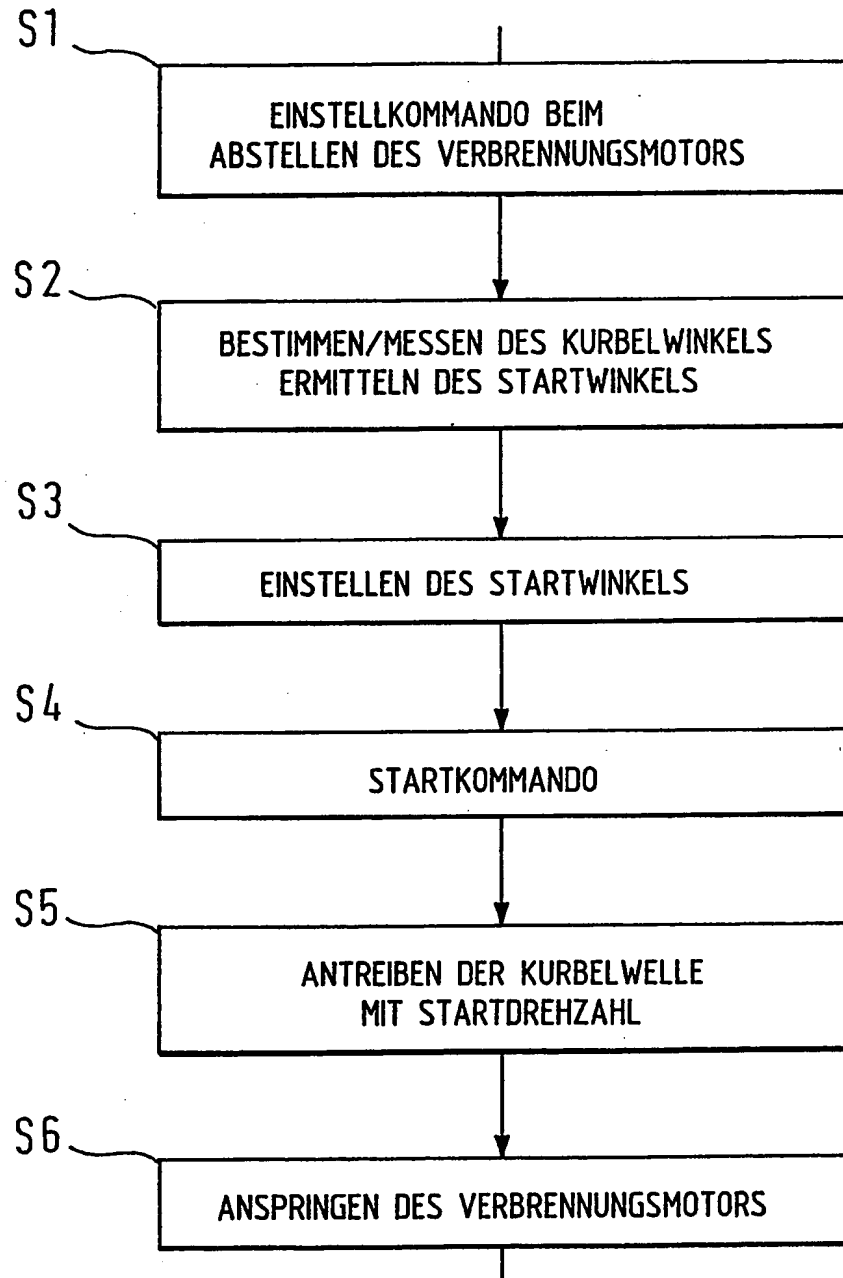 S1
EINSTELLKOMMANDO BEIM
ABSTELLEN DES VERBRENNUNGSMOTORS
S2
BESTIMMEN/MESSEN DES KURBELWINKELS
ERMITTELN DES STARTWINKELS
S3
EINSTELLEN DES STARTWINKELS
S4
STARTKOMMANDO
S5
ANTREIBEN DER KURBELWELLE
MIT STARTDREHZAHL
S6
ANSPRINGEN DES VERBRENNUNGSMOTORS